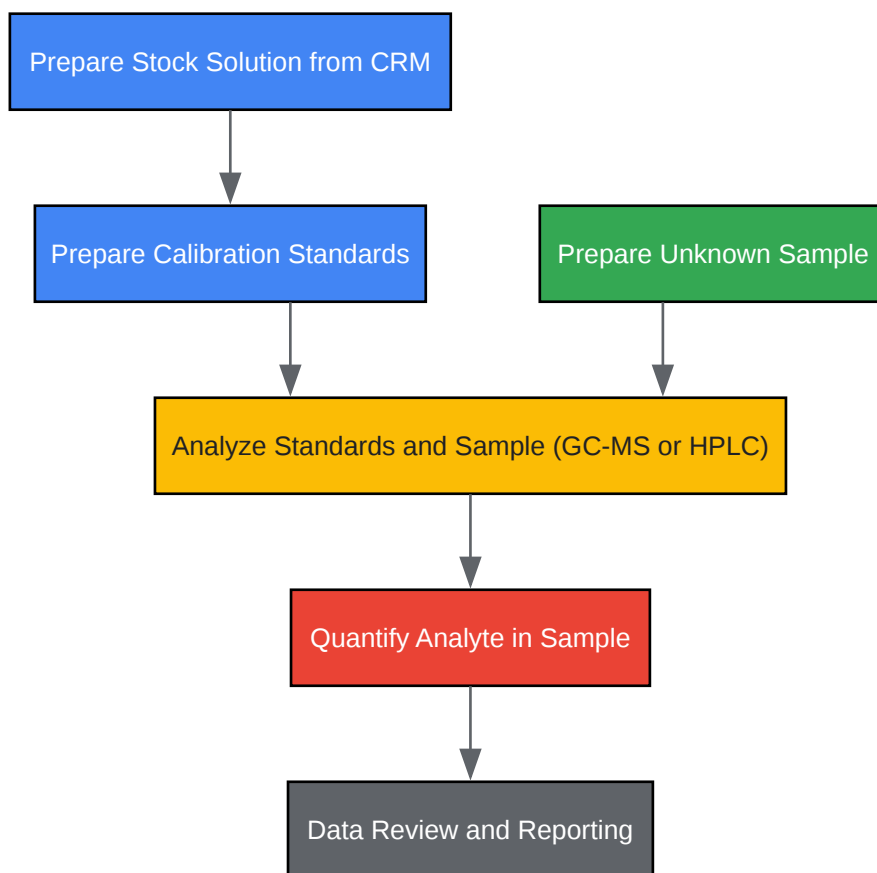 Prepare Stock Solution from CRM
Prepare Calibration Standards
Prepare Unknown Sample
Analyze Standards and Sample (GC-MS or HPLC)
Quantify Analyte in Sample
Data Review and Reporting